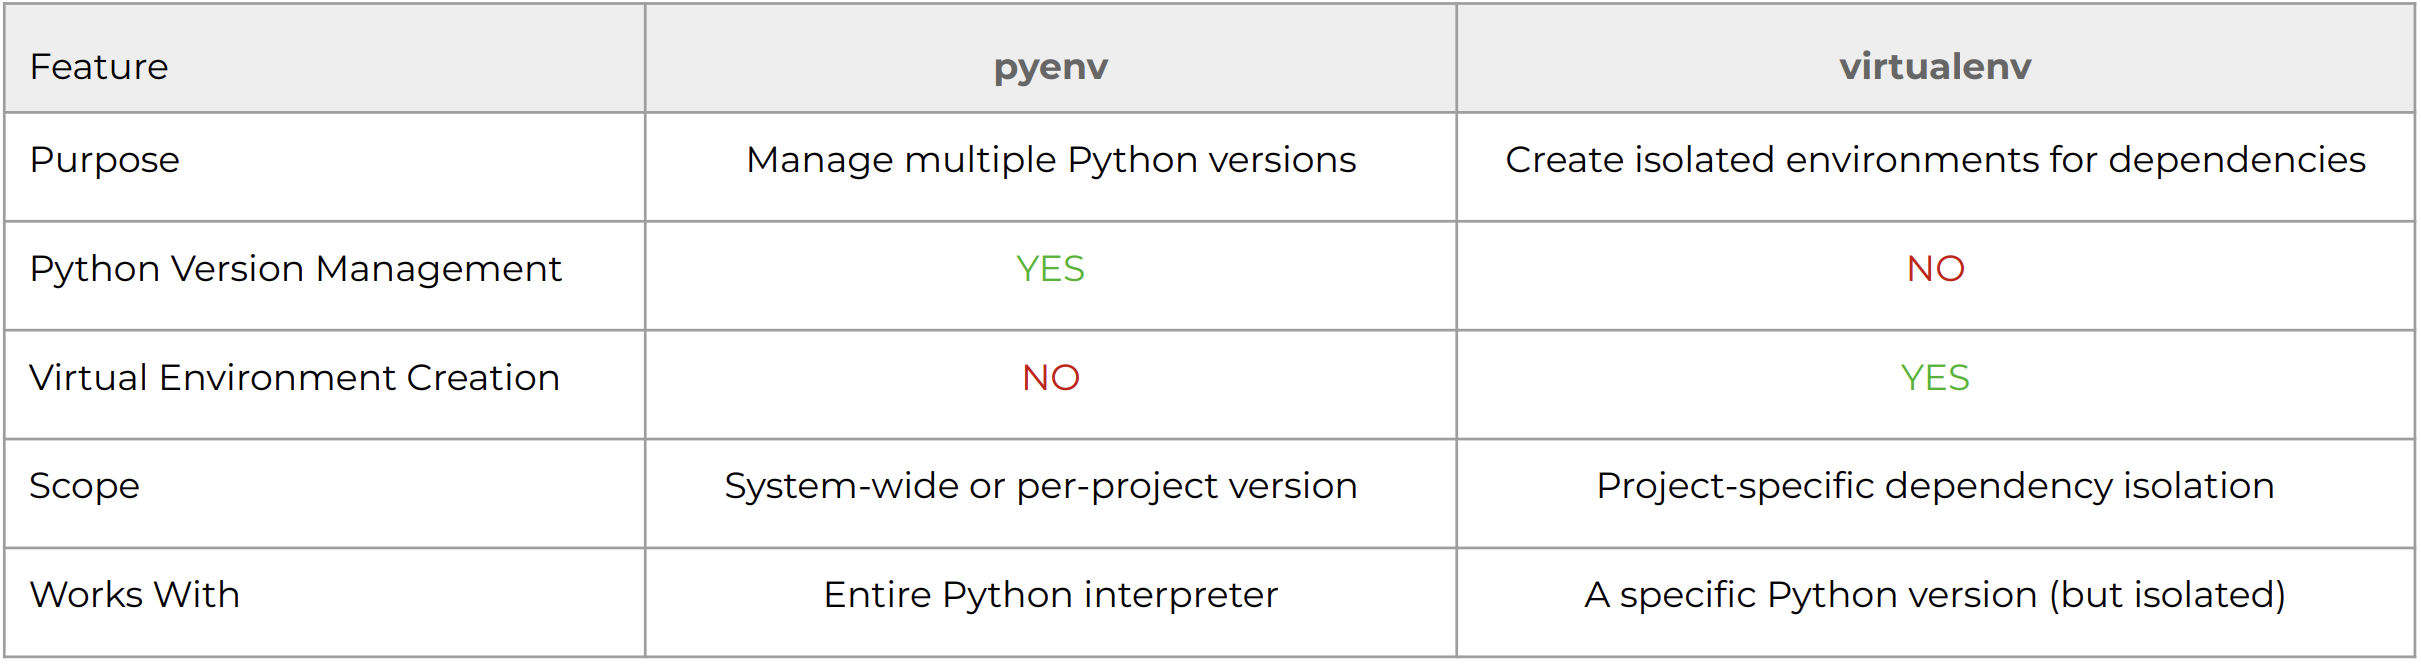 Feature pyenv virtualenv
Purpose Manage multiple Python versions Create isolated environments for dependencies
Python Version Management YES NO
Virtual Environment Creation NO YES
Scope System-wide or per-project version Project-specific dependency isolation
Works With Entire Python interpreter A specific Python version (but isolated)